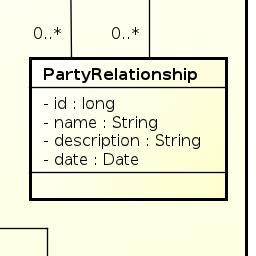 0..* 0..*
PartyRelationship
- id : long
- name : String
- description : String
- date : Date